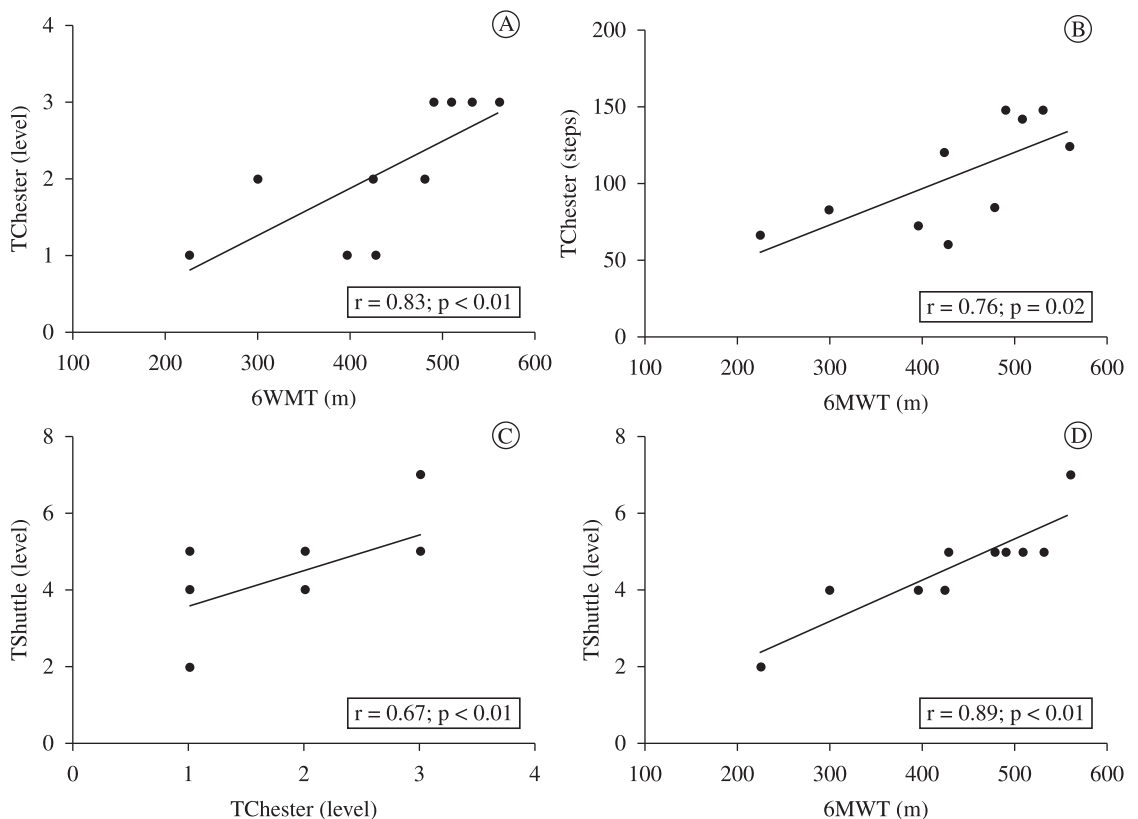 A
4
3
2
1
0
TChester (level)
r = 0.83; p < 0.01
100 200 300 400 500 600
6WMT (m)
B
200
150
100
50
0
TChester (steps)
r = 0.76; p = 0.02
100 200 300 400 500 600
6MWT (m)
C
8
6
4
2
0
TShuttle (level)
r = 0.67; p < 0.01
0 1 2 3 4
TChester (level)
D
8
6
4
2
0
TShuttle (level)
r = 0.89; p < 0.01
100 200 300 400 500 600
6MWT (m)